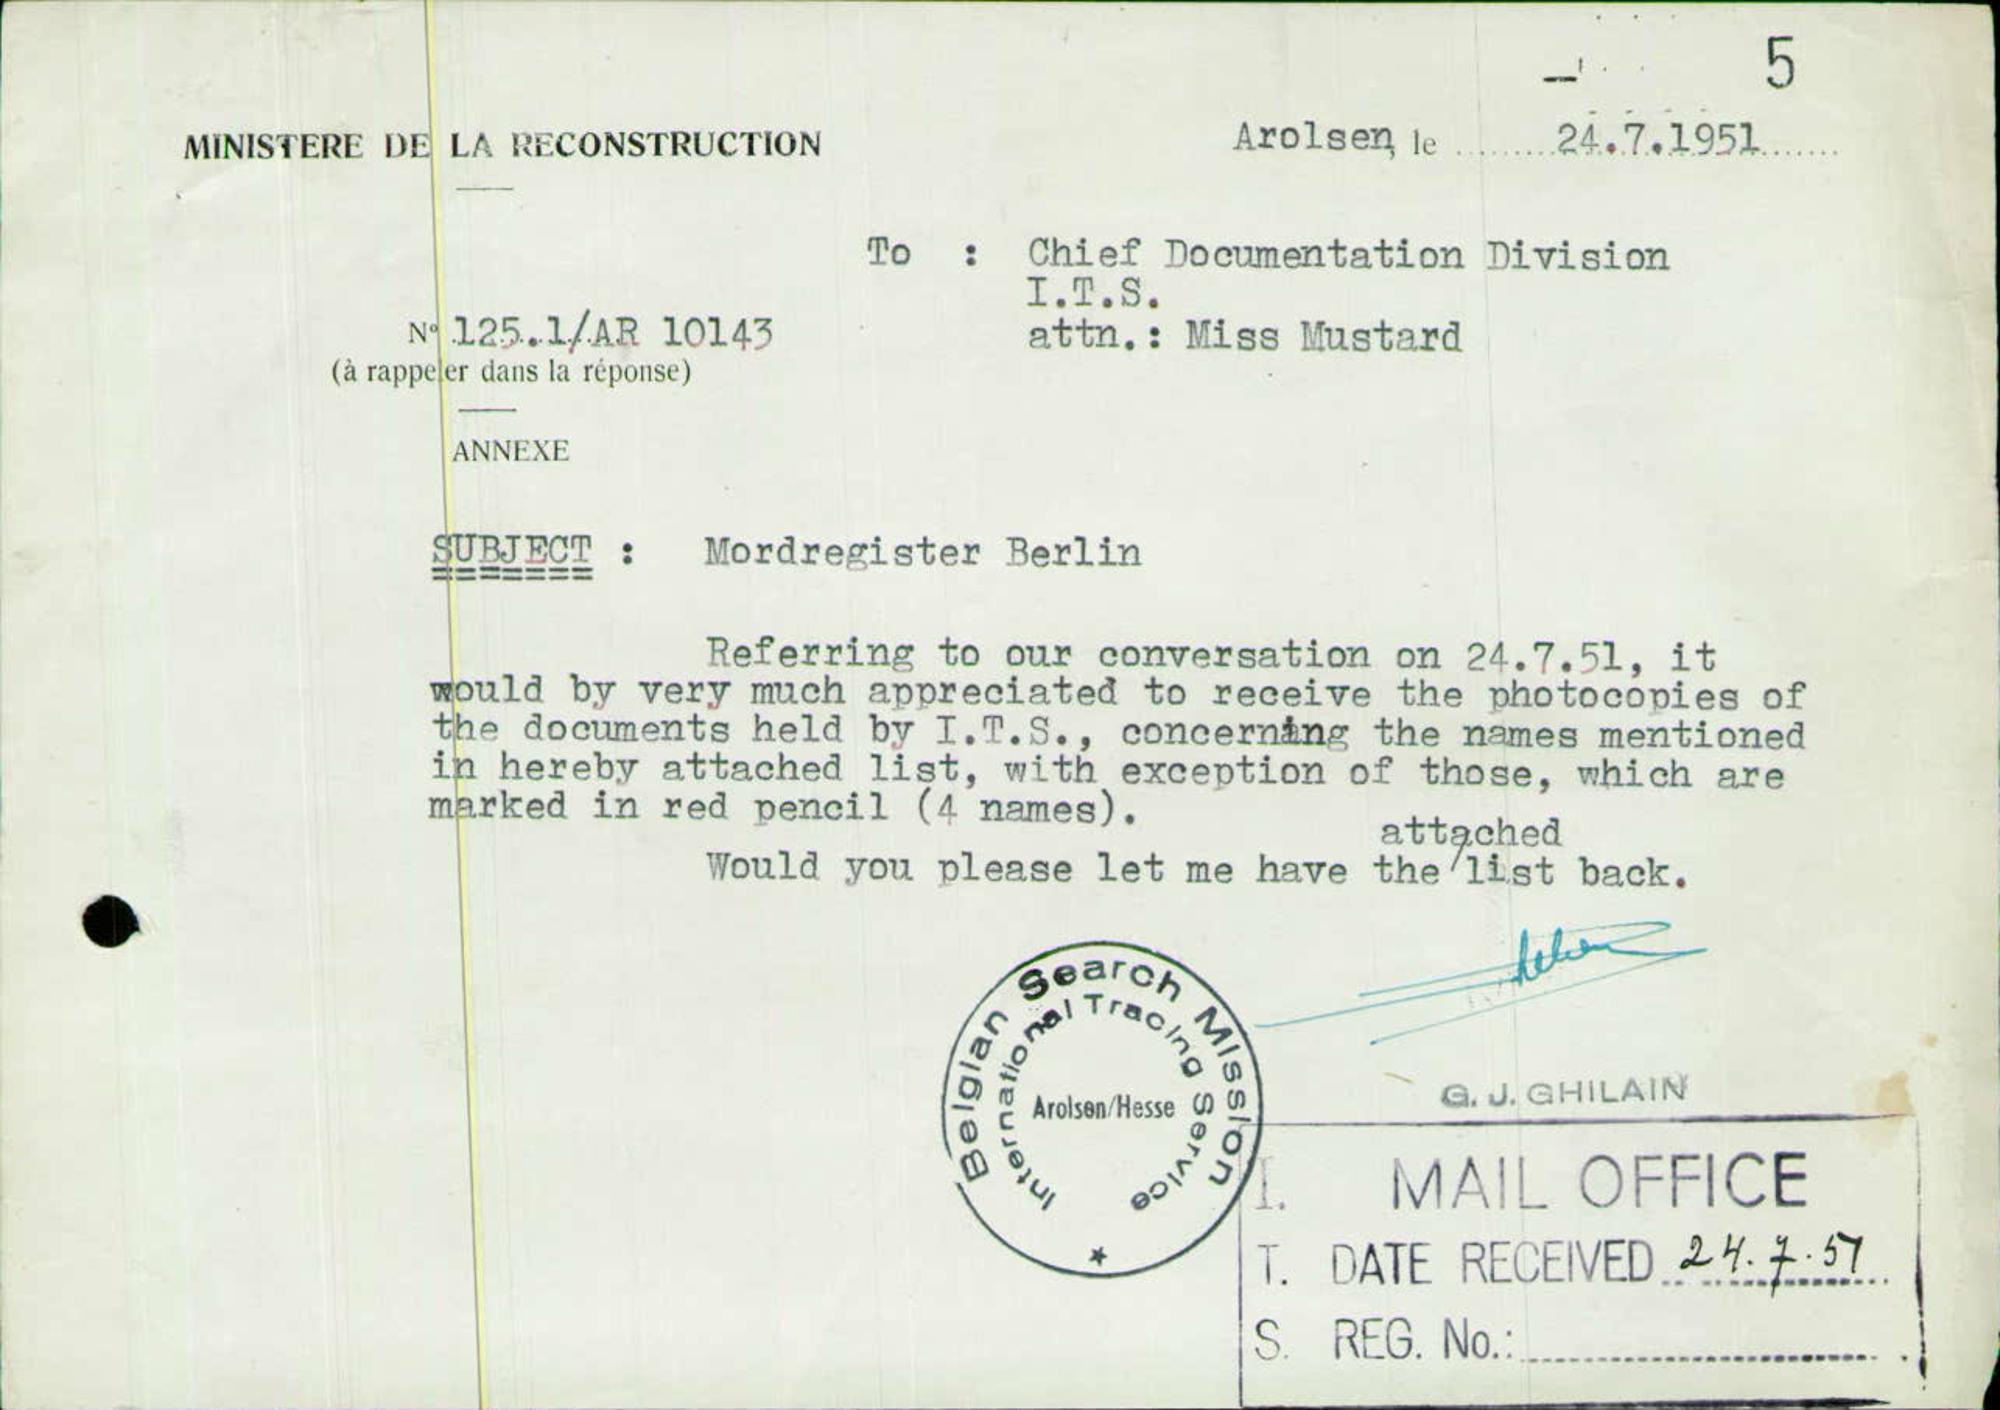 5
MINISTERE DE LA RECONSTRUCTION
Arolsen, le 24.7.1951
To : Chief Documentation Division
I.T.S.
attn.: Miss Mustard
N° 125.1/AR 10143
(à rappeler dans la réponse)
ANNEXE
SUBJECT : Mordregister Berlin
Referring to our conversation on 24.7.51, it
would by very much appreciated to receive the photocopies of
the documents held by I.T.S., concerning the names mentioned
in hereby attached list, with exception of those, which are
marked in red pencil (4 names).
attached
Would you please let me have the/list back.
Belgian Search Mission
International Tracing Service
Arolsen/Hesse
G. J. GHILAIN
I. MAIL OFFICE
T. DATE RECEIVED 24.7.51
S. REG. No.: